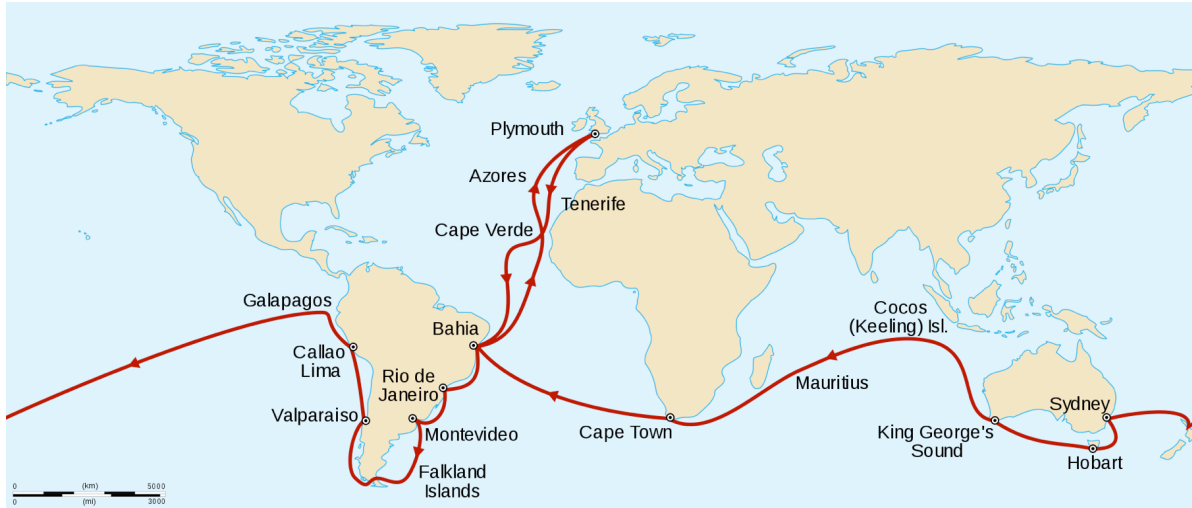 Plymouth
Azores
Tenerife
Cape Verde
Galapagos
Cocos
(Keeling) Isl.
Bahia
Callao
Lima
Rio de
Janeiro
Mauritius
Valparaiso
Sydney
Montevideo
Cape Town
King George's
Sound
Hobart
Falkland
Islands
0 (km) 5000
0 (mi) 3000